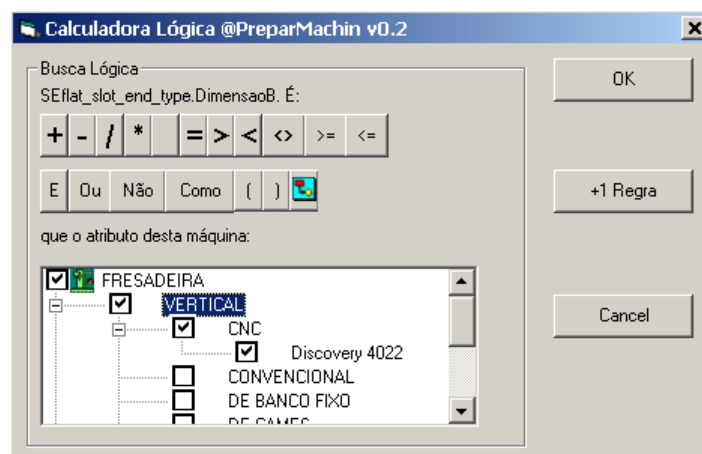 Calculadora Lógica @PreparMachin v0.2
Busca Lógica
SEflat_slot_end_type.DimensaoB. É:
+ - / * = > < <> >= <=
E Ou Não Como ( )
que o atributo desta máquina:
FRESADEIRA
VERTICAL
CNC
Discovery 4022
CONVENCIONAL
DE BANCO FIXO
OK
+1 Regra
Cancel